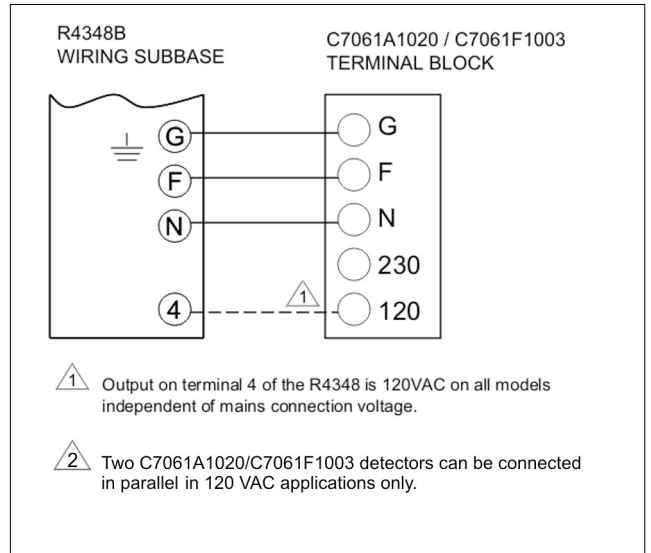 R4348B
WIRING SUBBASE
C7061A1020 / C7061F1003
TERMINAL BLOCK
G
G
F
F
N
N
230
4
1
120
1
Output on terminal 4 of the R4348 is 120VAC on all models
independent of mains connection voltage.
2
Two C7061A1020/C7061F1003 detectors can be connected
in parallel in 120 VAC applications only.